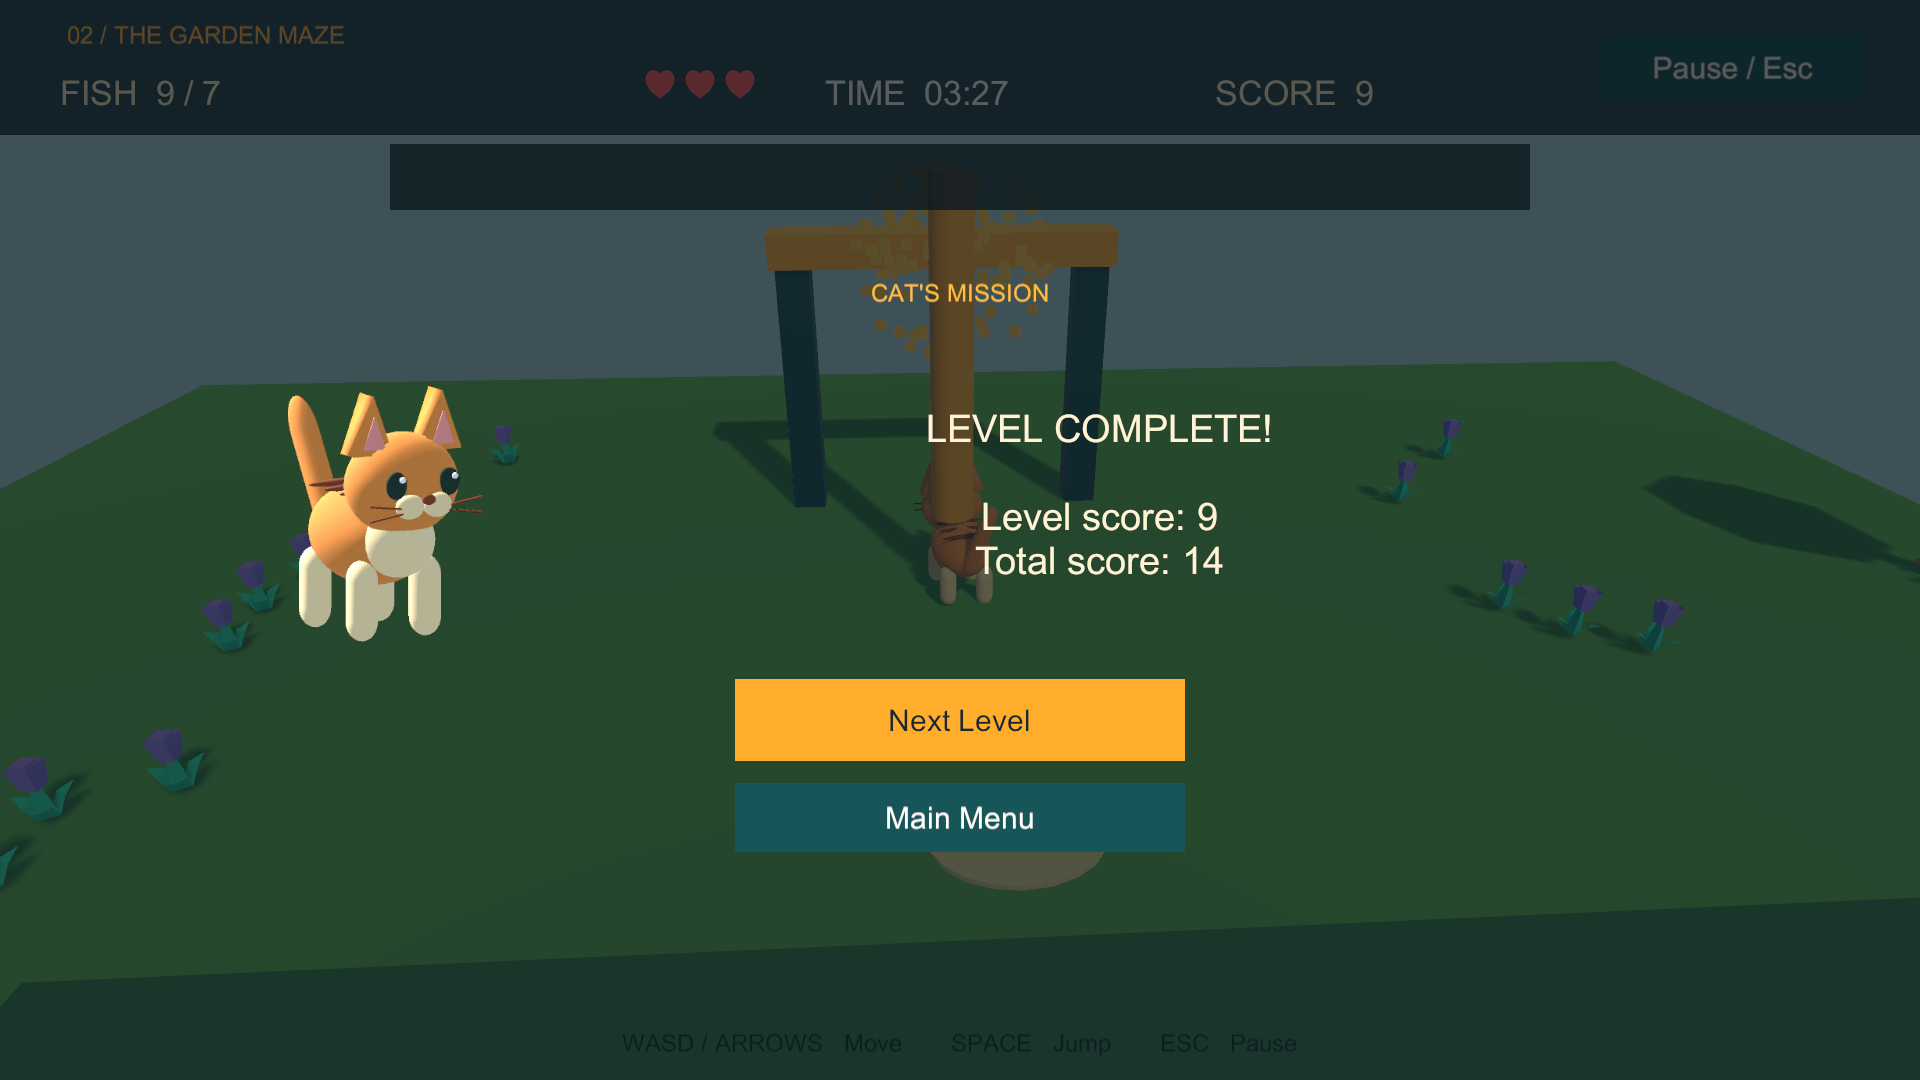 02 / THE GARDEN MAZE
FISH 9 / 7
TIME 03:27
SCORE 9
Pause / Esc
CAT'S MISSION
LEVEL COMPLETE!
Level score: 9
Total score: 14
Next Level
Main Menu
WASD / ARROWS Move SPACE Jump ESC Pause